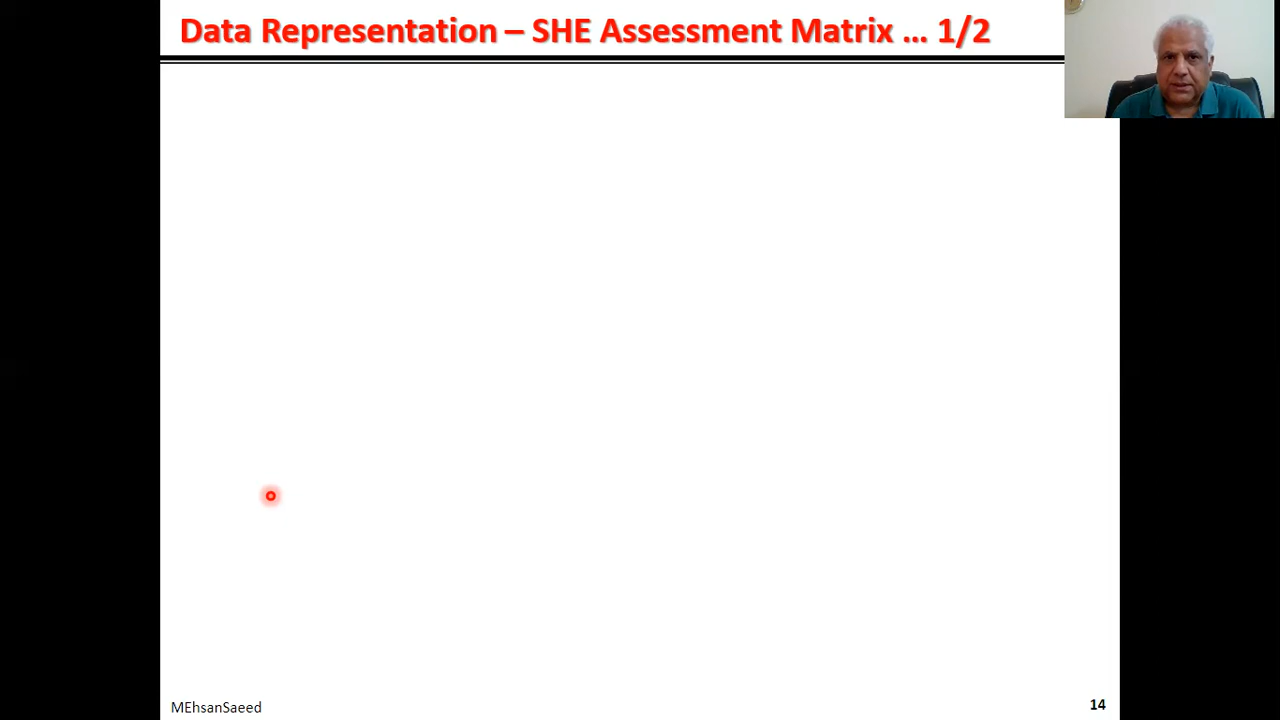 Data Representation – SHE Assessment Matrix ... 1/2
MEhsanSaeed
14